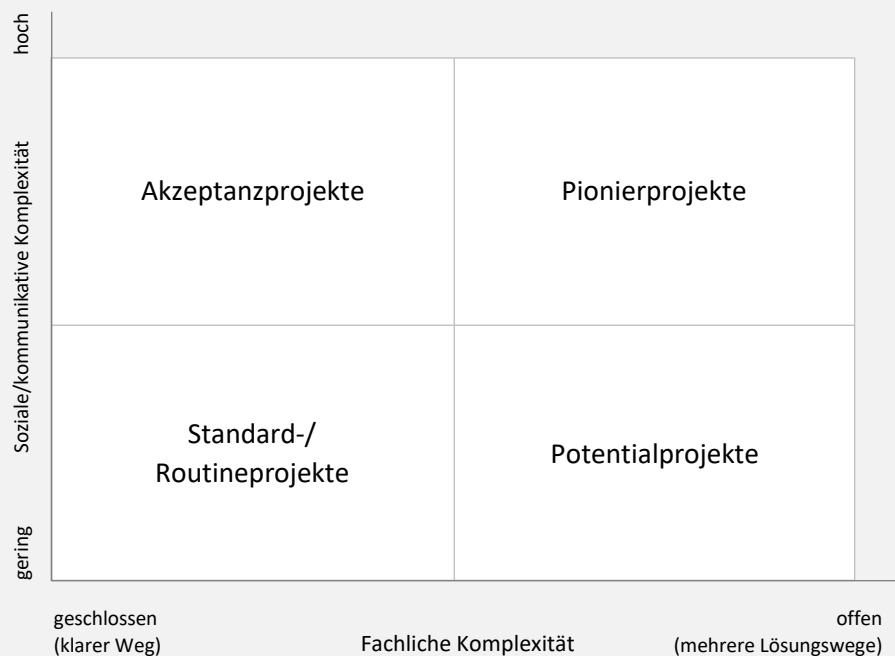 hoch
Soziale/kommunikative Komplexität
gering
Akzeptanzprojekte
Pionierprojekte
Standard-/
Routineprojekte
Potentialprojekte
geschlossen
(klarer Weg)
Fachliche Komplexität
offen
(mehrere Lösungswege)